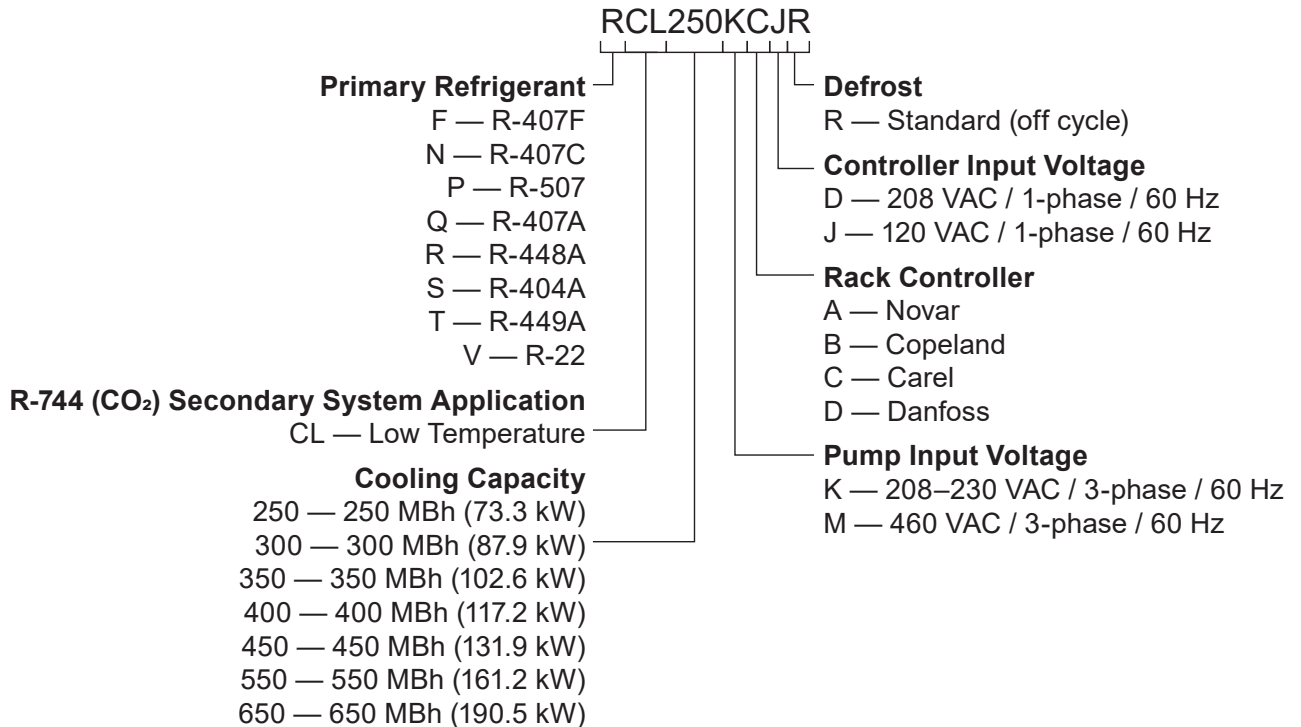 RCL250KCJR
Primary Refrigerant
F — R-407F
N — R-407C
P — R-507
Q — R-407A
R — R-448A
S — R-404A
T — R-449A
V — R-22
R-744 (CO₂) Secondary System Application
CL — Low Temperature
Cooling Capacity
250 — 250 MBh (73.3 kW)
300 — 300 MBh (87.9 kW)
350 — 350 MBh (102.6 kW)
400 — 400 MBh (117.2 kW)
450 — 450 MBh (131.9 kW)
550 — 550 MBh (161.2 kW)
650 — 650 MBh (190.5 kW)
Defrost
R — Standard (off cycle)
Controller Input Voltage
D — 208 VAC / 1-phase / 60 Hz
J — 120 VAC / 1-phase / 60 Hz
Rack Controller
A — Novar
B — Copeland
C — Carel
D — Danfoss
Pump Input Voltage
K — 208–230 VAC / 3-phase / 60 Hz
M — 460 VAC / 3-phase / 60 Hz